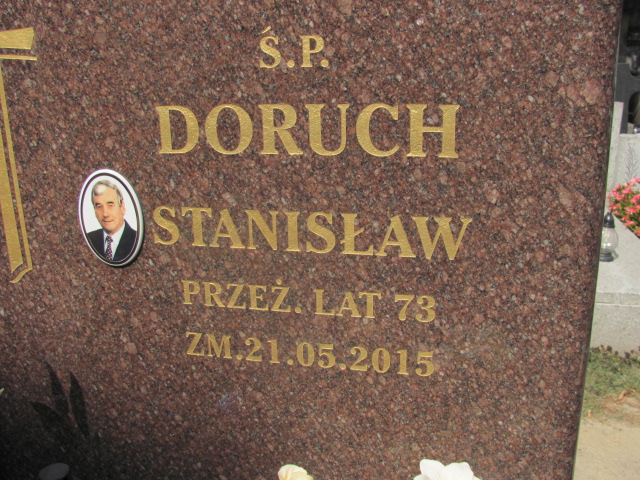 Ś.P.
DORUCH
STANISŁAW
PRZEŻ. LAT 73
ZM.21.05.2015